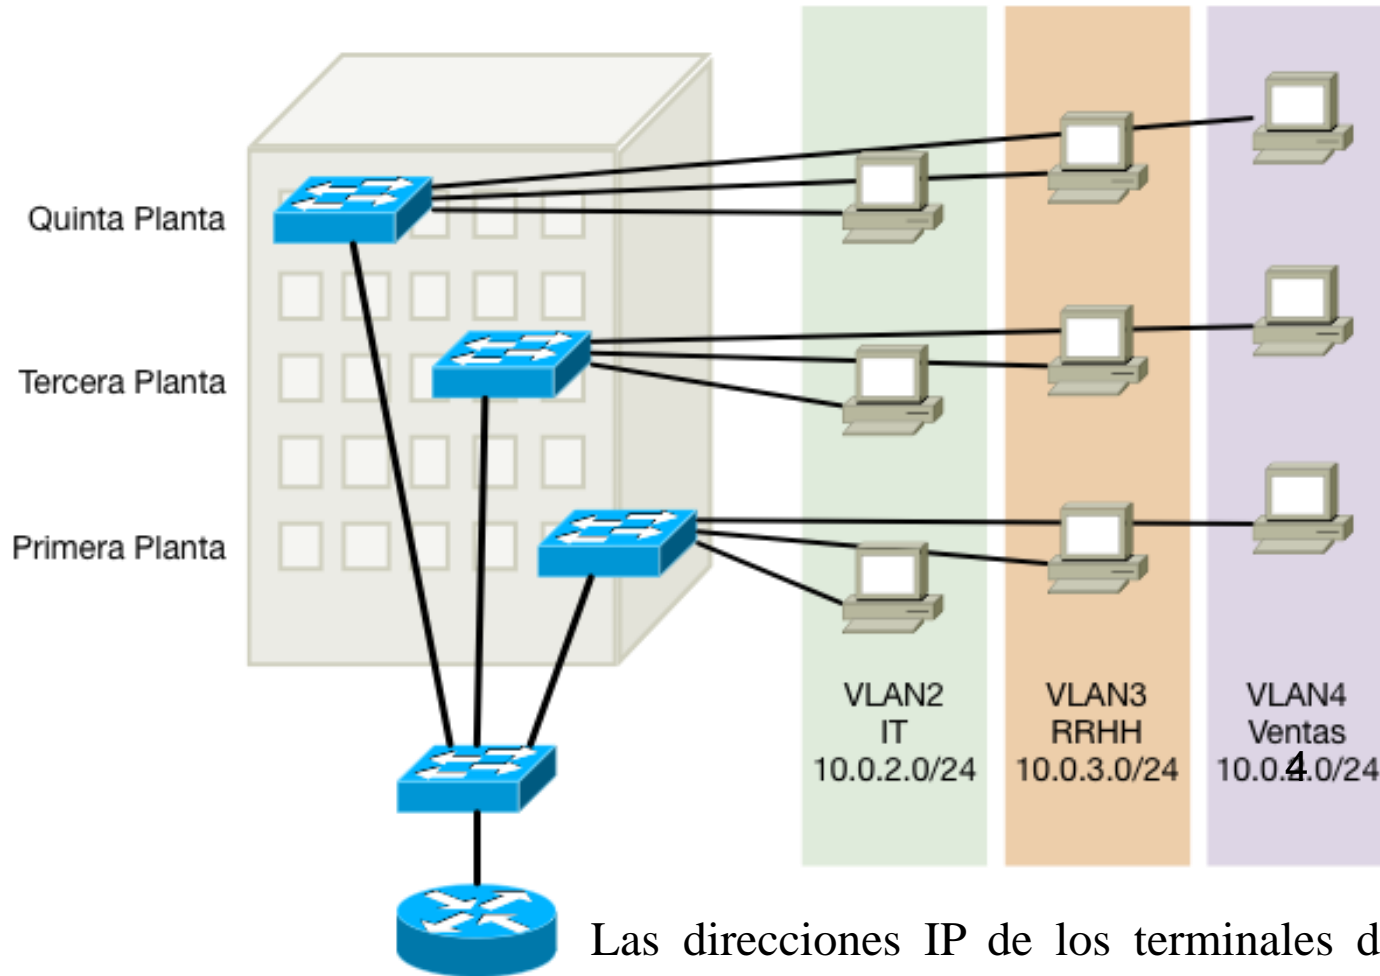 Quinta Planta
Tercera Planta
Primera Planta
VLAN2
IT
10.0.2.0/24
VLAN3
RRHH
10.0.3.0/24
VLAN4
Ventas
10.0.4.0/24
Las direcciones IP de los terminales d